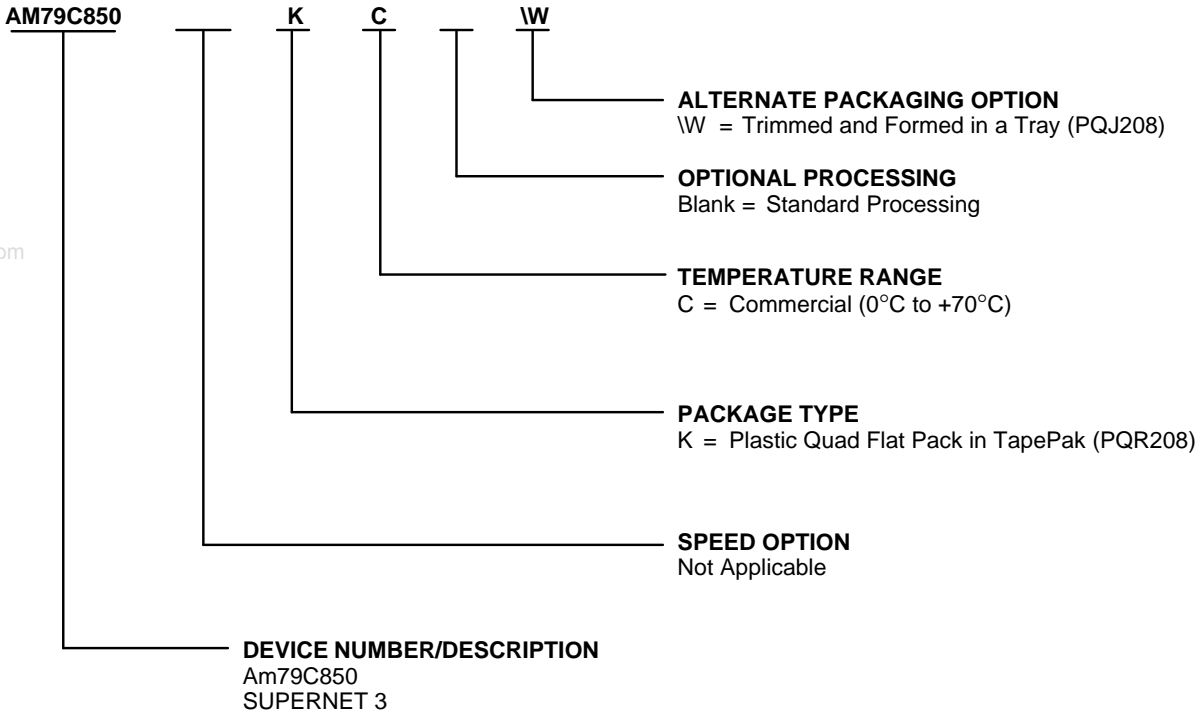 AM79C850 K C \W
ALTERNATE PACKAGING OPTION
\W = Trimmed and Formed in a Tray (PQJ208)
OPTIONAL PROCESSING
Blank = Standard Processing
om
TEMPERATURE RANGE
C = Commercial (0°C to +70°C)
PACKAGE TYPE
K = Plastic Quad Flat Pack in TapePak (PQR208)
SPEED OPTION
Not Applicable
DEVICE NUMBER/DESCRIPTION
Am79C850
SUPERNET 3